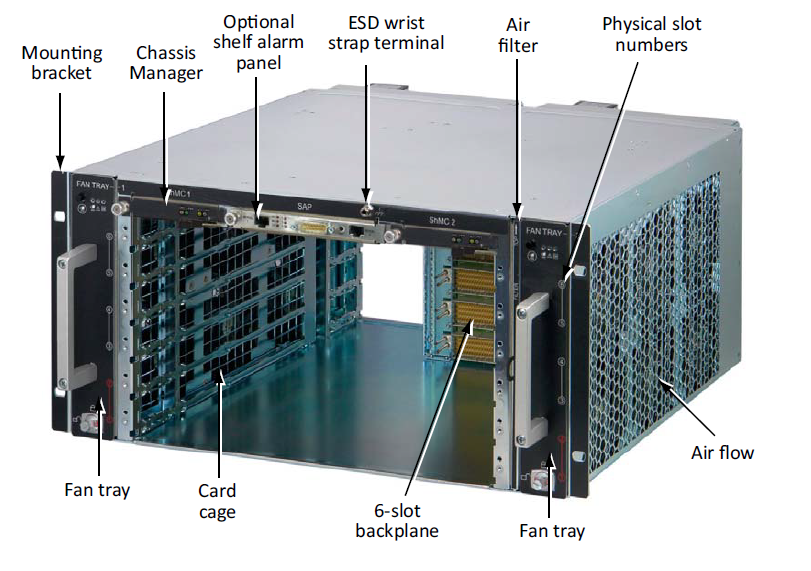 Optional
shelf alarm
panel
ESD wrist
strap terminal
Air
filter
Physical slot
numbers
Mounting
bracket
Chassis
Manager
FAN TRAY
1
ShMC 1
SAP
ShMC 2
FAN TRAY
Air flow
Fan tray
Card
cage
6-slot
backplane
Fan tray